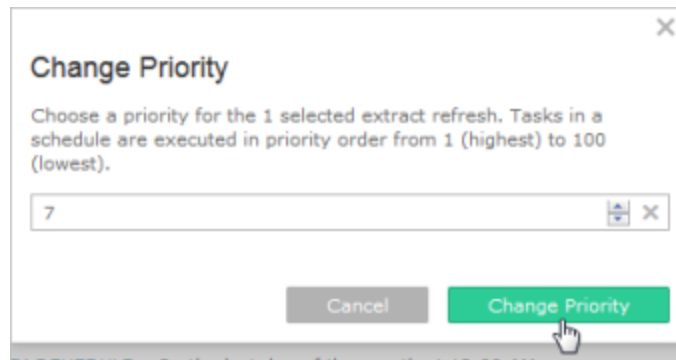 Change Priority
Choose a priority for the 1 selected extract refresh. Tasks in a
schedule are executed in priority order from 1 (highest) to 100
(lowest).
7
Cancel
Change Priority